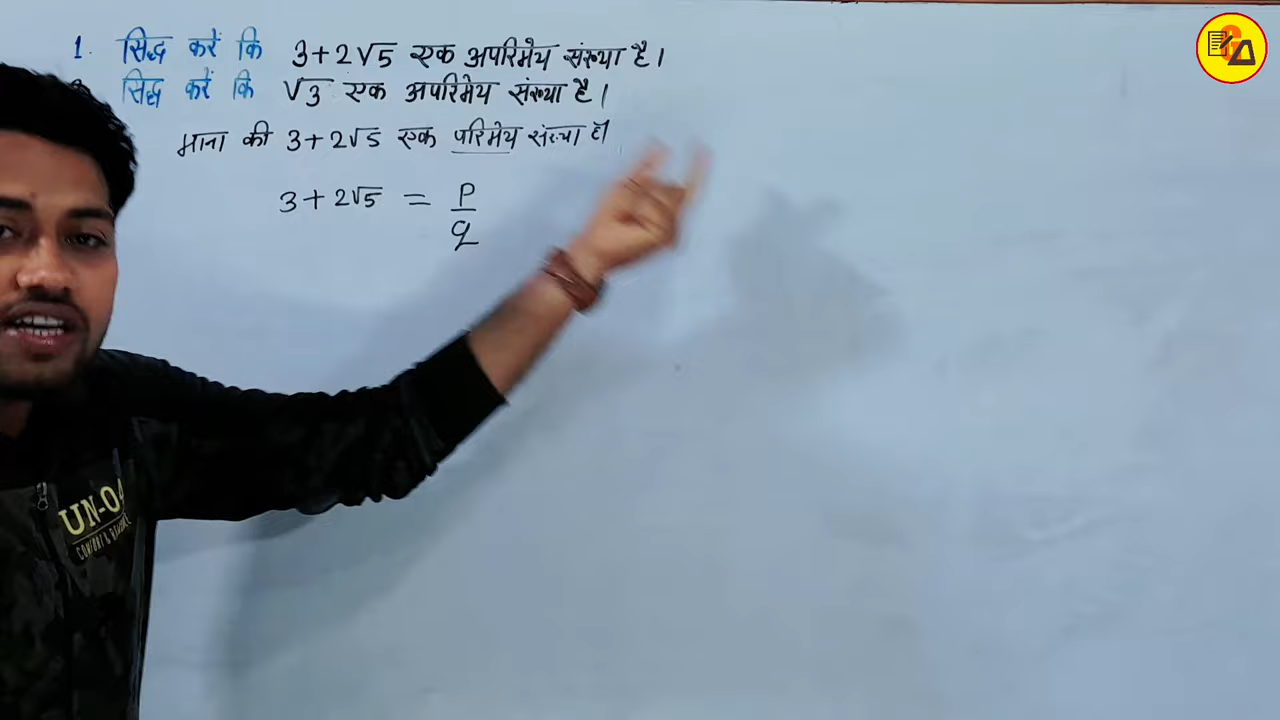 1. सिद्ध करें कि 3+2√5 एक अपरिमेय संख्या है।
सिद्ध करें कि √3 एक अपरिमेय संख्या है।
माना की 3+2√5 एक परिमेय संख्या है
3+2√5 = p/q
UN-0